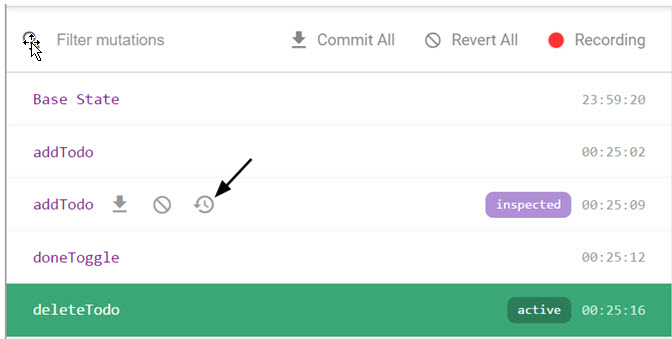 Filter mutations Commit All Revert All Recording
Base State 23:59:20
addTodo 00:25:02
addTodo inspected 00:25:09
doneToggle 00:25:12
deleteTodo active 00:25:16